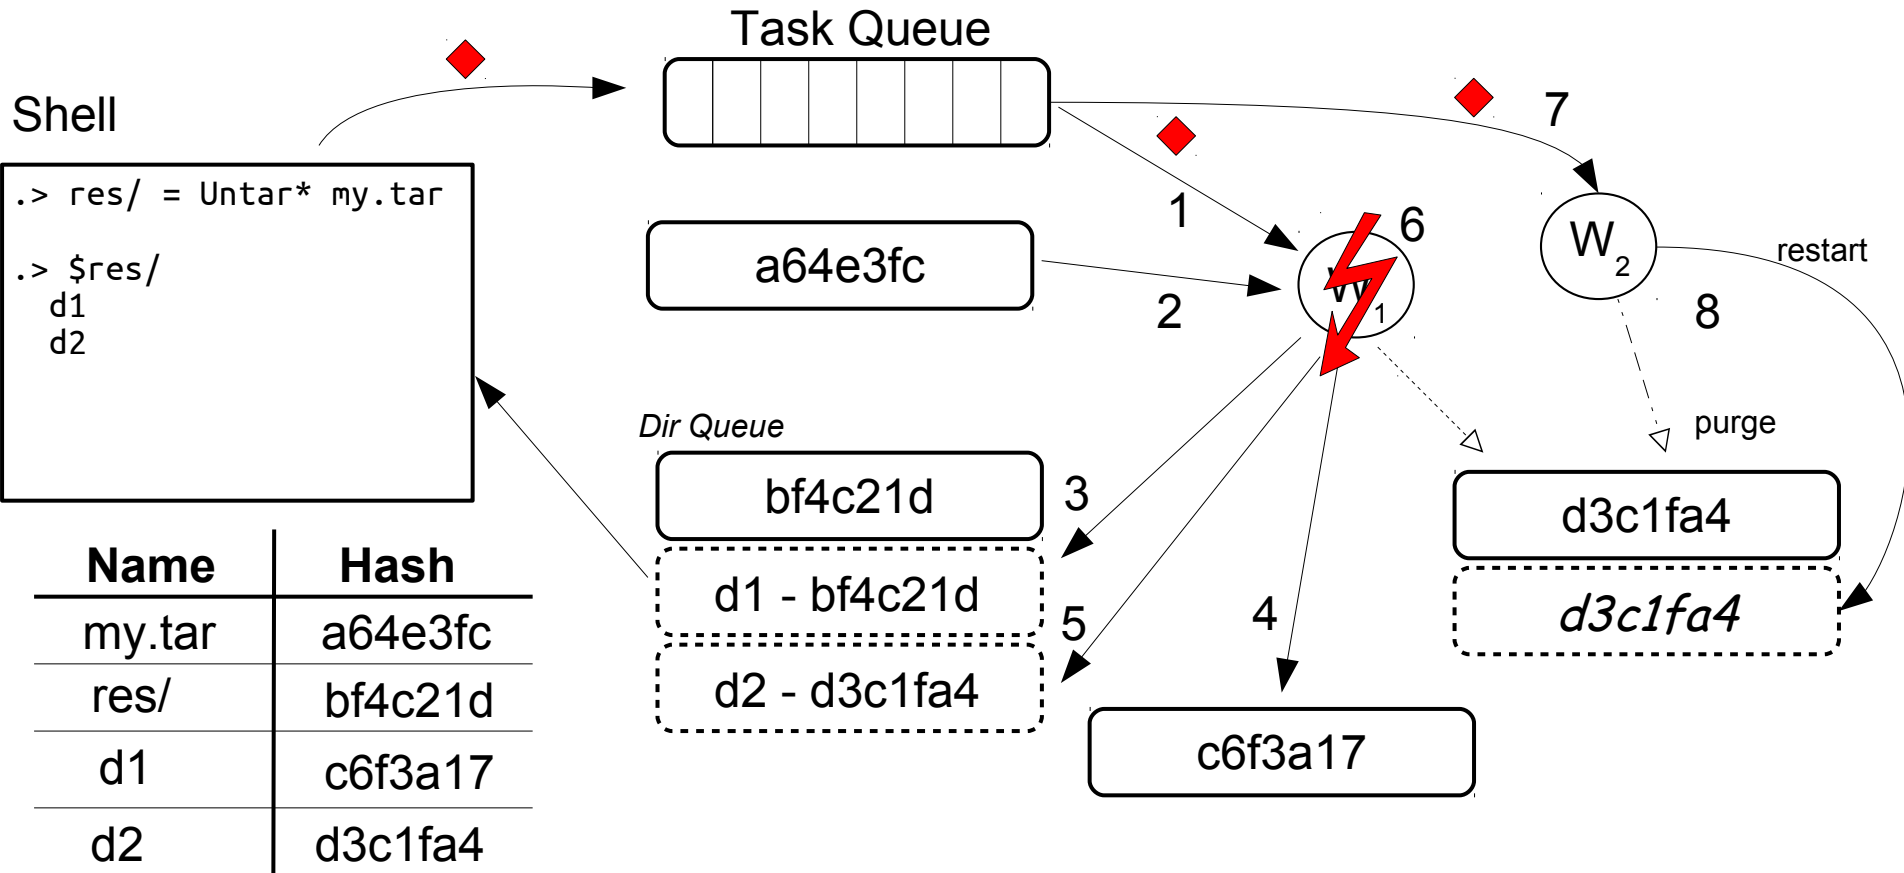 Task Queue
Shell
.> res/ = Untar* my.tar
.> $res/
d1
d2
7
1
6
a64e3fc
2
W1
W2
restart
8
purge
Dir Queue
bf4c21d
3
d1 - bf4c21d
5
d2 - d3c1fa4
4
c6f3a17
d3c1fa4
d3c1fa4
Name Hash
my.tar a64e3fc
res/ bf4c21d
d1 c6f3a17
d2 d3c1fa4